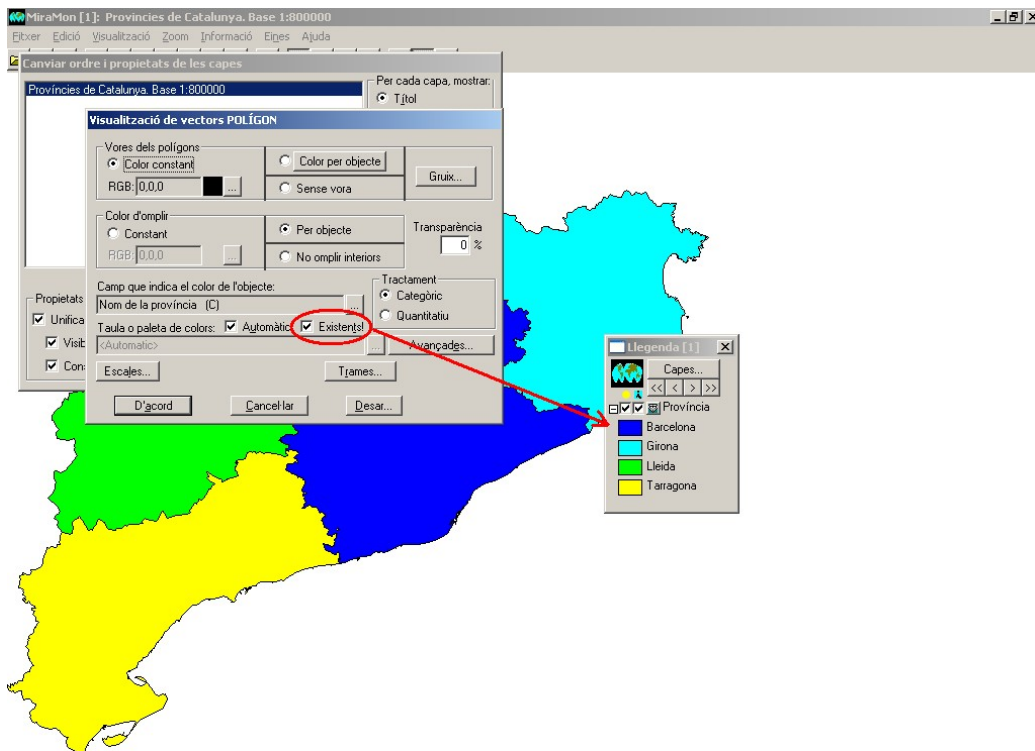 MiraMon [1]: Provincies de Catalunya. Base 1:800000
Fitxer Edició Visualització Zoom Informació Eines Ajuda
Canviar ordre i propietats de les capes
Províncies de Catalunya. Base 1:800000
Per cada capa, mostrar:
Títol
Visualització de vectors POLÍGON
Vores dels polígons
Color constant
Color per objecte
Gruix...
RGB: 0,0,0
...
Sense vora
Color d'omplir
Constant
Per objecte
Transparència
0 %
RGB: 0,0,0
...
No omplir interiors
Camp que indica el color de l'objecte:
Nom de la província (C)
...
Tractament
Categòric
Quantitatiu
Propietats
Unifica
Visib
Cons
Taula o paleta de colors: Automàtic Existents!
<Automatic>
...
Avançades...
Escales...
Trames...
D'acord
Cancel·lar
Desar...
Llegenda [1]
Capes...
<< < > >>
Província
Barcelona
Girona
Lleida
Tarragona